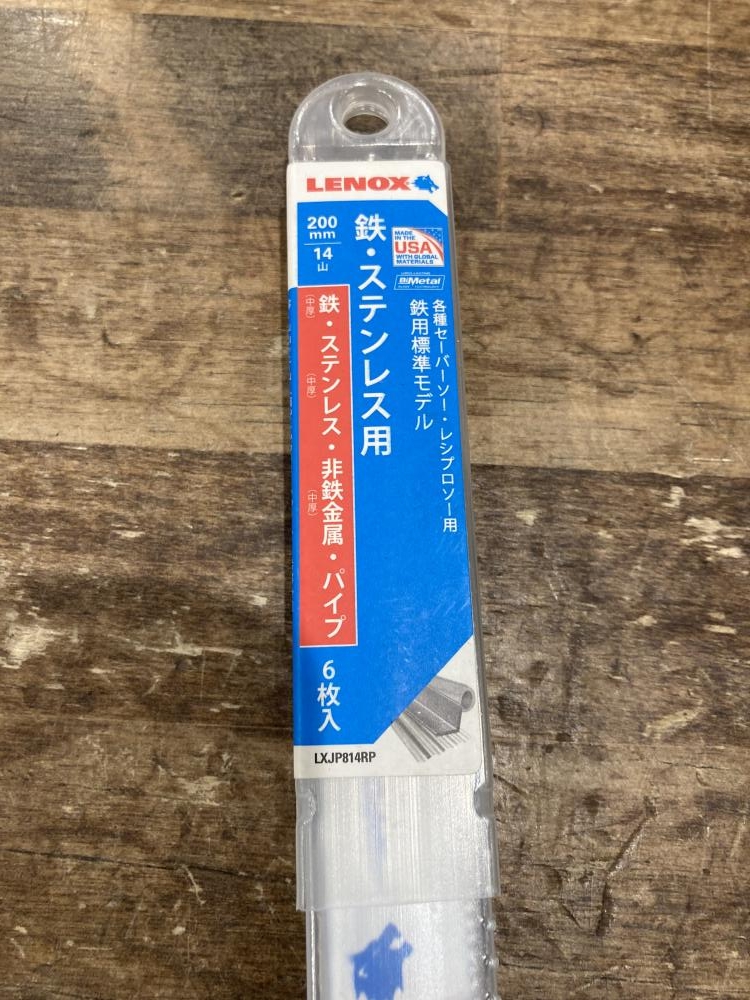 LENOX
200
mm
14
山
鉄・ステンレス用
MADE
IN THE
USA
WITH GLOBAL
MATERIALS
Bi-Metal
各種セーバーソー・レシプロソー用
鉄用標準モデル
鉄・ステンレス・非鉄金属・パイプ
(中厚)
(中厚)
(中厚)
6枚入
LXJP814RP